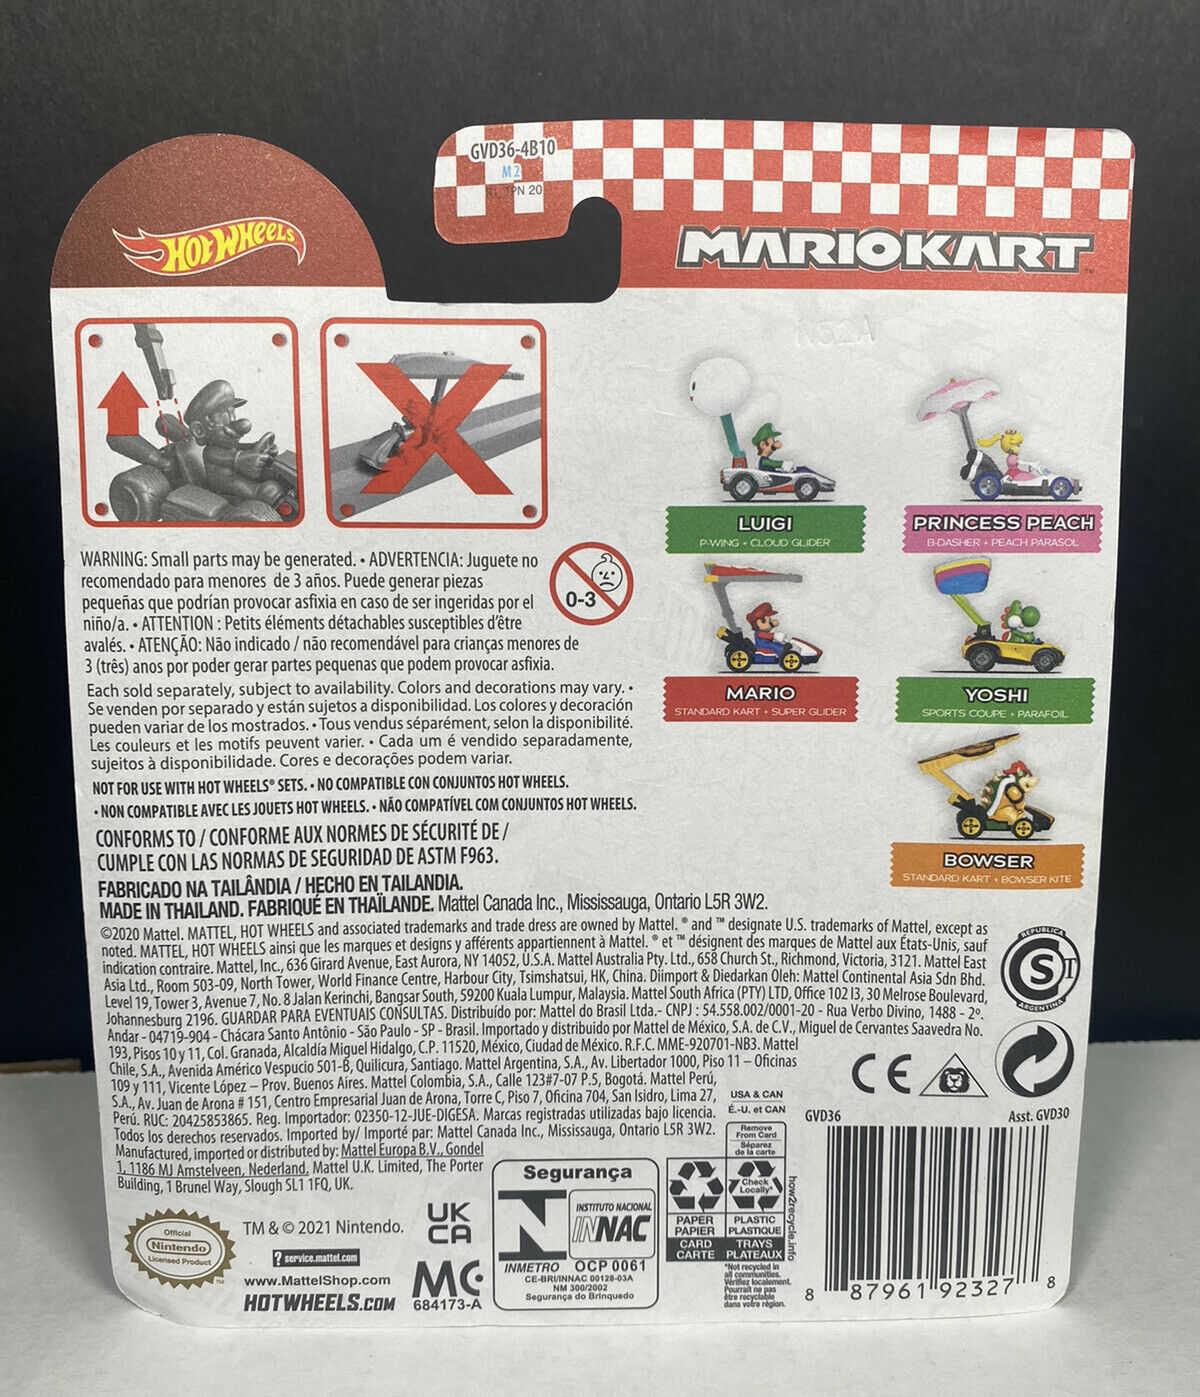 GVD36-4B10
M2
1PN 20
HOT WHEELS
MARIOKART™
LUIGI
P-WING • CLOUD GLIDER
PRINCESS PEACH
B-DASHER • PEACH PARASOL
MARIO
STANDARD KART • SUPER GLIDER
YOSHI
SPORTS COUPE • PARAFOIL
BOWSER
STANDARD KART • BOWSER KITE
WARNING: Small parts may be generated. • ADVERTENCIA: Juguete no
recomendado para menores de 3 años. Puede generar piezas
pequeñas que podrían provocar asfixia en caso de ser ingeridas por el
niño/a. • ATTENTION : Petits éléments détachables susceptibles d'être
avalés. • ATENÇÃO: Não indicado / não recomendável para crianças menores de
3 (três) anos por poder gerar partes pequenas que podem provocar asfixia.
0-3
Each sold separately, subject to availability. Colors and decorations may vary. •
Se venden por separado y están sujetos a disponibilidad. Los colores y decoración
pueden variar de los mostrados. • Tous vendus séparément, selon la disponibilité.
Les couleurs et les motifs peuvent varier. • Cada um é vendido separadamente,
sujeitos à disponibilidade. Cores e decorações podem variar.
NOT FOR USE WITH HOT WHEELS® SETS. • NO COMPATIBLE CON CONJUNTOS HOT WHEELS.
• NON COMPATIBLE AVEC LES JOUETS HOT WHEELS. • NÃO COMPATÍVEL COM CONJUNTOS HOT WHEELS.
CONFORMS TO / CONFORME AUX NORMES DE SÉCURITÉ DE /
CUMPLE CON LAS NORMAS DE SEGURIDAD DE ASTM F963.
FABRICADO NA TAILÂNDIA / HECHO EN TAILANDIA.
MADE IN THAILAND. FABRIQUÉ EN THAÏLANDE. Mattel Canada Inc., Mississauga, Ontario L5R 3W2.
©2020 Mattel. MATTEL, HOT WHEELS and associated trademarks and trade dress are owned by Mattel. ® and ™ designate U.S. trademarks of Mattel, except as
noted. MATTEL, HOT WHEELS ainsi que les marques et designs y afférents appartiennent à Mattel. ® et ™ désignent des marques de Mattel aux États-Unis, sauf
indication contraire. Mattel, Inc., 636 Girard Avenue, East Aurora, NY 14052, U.S.A. Mattel Australia Pty. Ltd., 658 Church St., Richmond, Victoria, 3121. Mattel East
Asia Ltd., Room 503-09, North Tower, World Finance Centre, Harbour City, Tsimshatsui, HK, China. Diimport & Diedarkan Oleh: Mattel Continental Asia Sdn Bhd.
Level 19, Tower 3, Avenue 7, No. 8 Jalan Kerinchi, Bangsar South, 59200 Kuala Lumpur, Malaysia. Mattel South Africa (PTY) LTD, Office 102 I3, 30 Melrose Boulevard,
Johannesburg 2196. GUARDAR PARA EVENTUAIS CONSULTAS. Distribuído por: Mattel do Brasil Ltda.- CNPJ : 54.558.002/0001-20 - Rua Verbo Divino, 1488 - 2º.
Andar - 04719-904 - Chácara Santo Antônio - São Paulo - SP - Brasil. Importado y distribuido por Mattel de México, S.A. de C.V., Miguel de Cervantes Saavedra No.
193, Pisos 10 y 11, Col. Granada, Alcaldía Miguel Hidalgo, C.P. 11520, México, Ciudad de México. R.F.C. MME-920701-NB3. Mattel
Chile, S.A., Avenida Américo Vespucio 501-B, Quilicura, Santiago. Mattel Argentina, S.A., Av. Libertador 1000, Piso 11 – Oficinas
109 y 111, Vicente López – Prov. Buenos Aires. Mattel Colombia, S.A., Calle 123#7-07 P.5, Bogotá. Mattel Perú,
S.A., Av. Juan de Arona # 151, Centro Empresarial Juan de Arona, Torre C, Piso 7, Oficina 704, San Isidro, Lima 27,
Perú. RUC: 20425853865. Reg. Importador: 02350-12-JUE-DIGESA. Marcas registradas utilizadas bajo licencia.
Todos los derechos reservados. Imported by/ Importé par: Mattel Canada Inc., Mississauga, Ontario L5R 3W2.
Manufactured, imported or distributed by: Mattel Europa B.V., Gondel
1, 1186 MJ Amstelveen, Nederland. Mattel U.K. Limited, The Porter
Building, 1 Brunel Way, Slough SL1 1FQ, UK.
REPUBLICA
S T
ARGENTINA
CE
USA & CAN
É.-U. et CAN
Remove
From Card
Séparez
de la carte
Check
Locally*
PAPER
PAPIER
PLASTIC
PLASTIQUE
CARD
CARTE
TRAYS
PLATEAUX
*Not recycled in
all communities.
Vérifiez localement.
Pourrait ne pas
être recyclable
dans votre région.
how2recycle.info
GVD36
Asst. GVD30
8 87961 92327 8
Official
Nintendo
Licensed Product
™
TM & © 2021 Nintendo.
? service.mattel.com
www.MattelShop.com
HOTWHEELS.COM
UK
CA
MC
684173-A
Segurança
N
INSTITUTO NACIONAL
INNAC
INMETRO OCP 0061
CE-BRI/INNAC 00128-03A
NM 300/2002
Segurança do Brinquedo